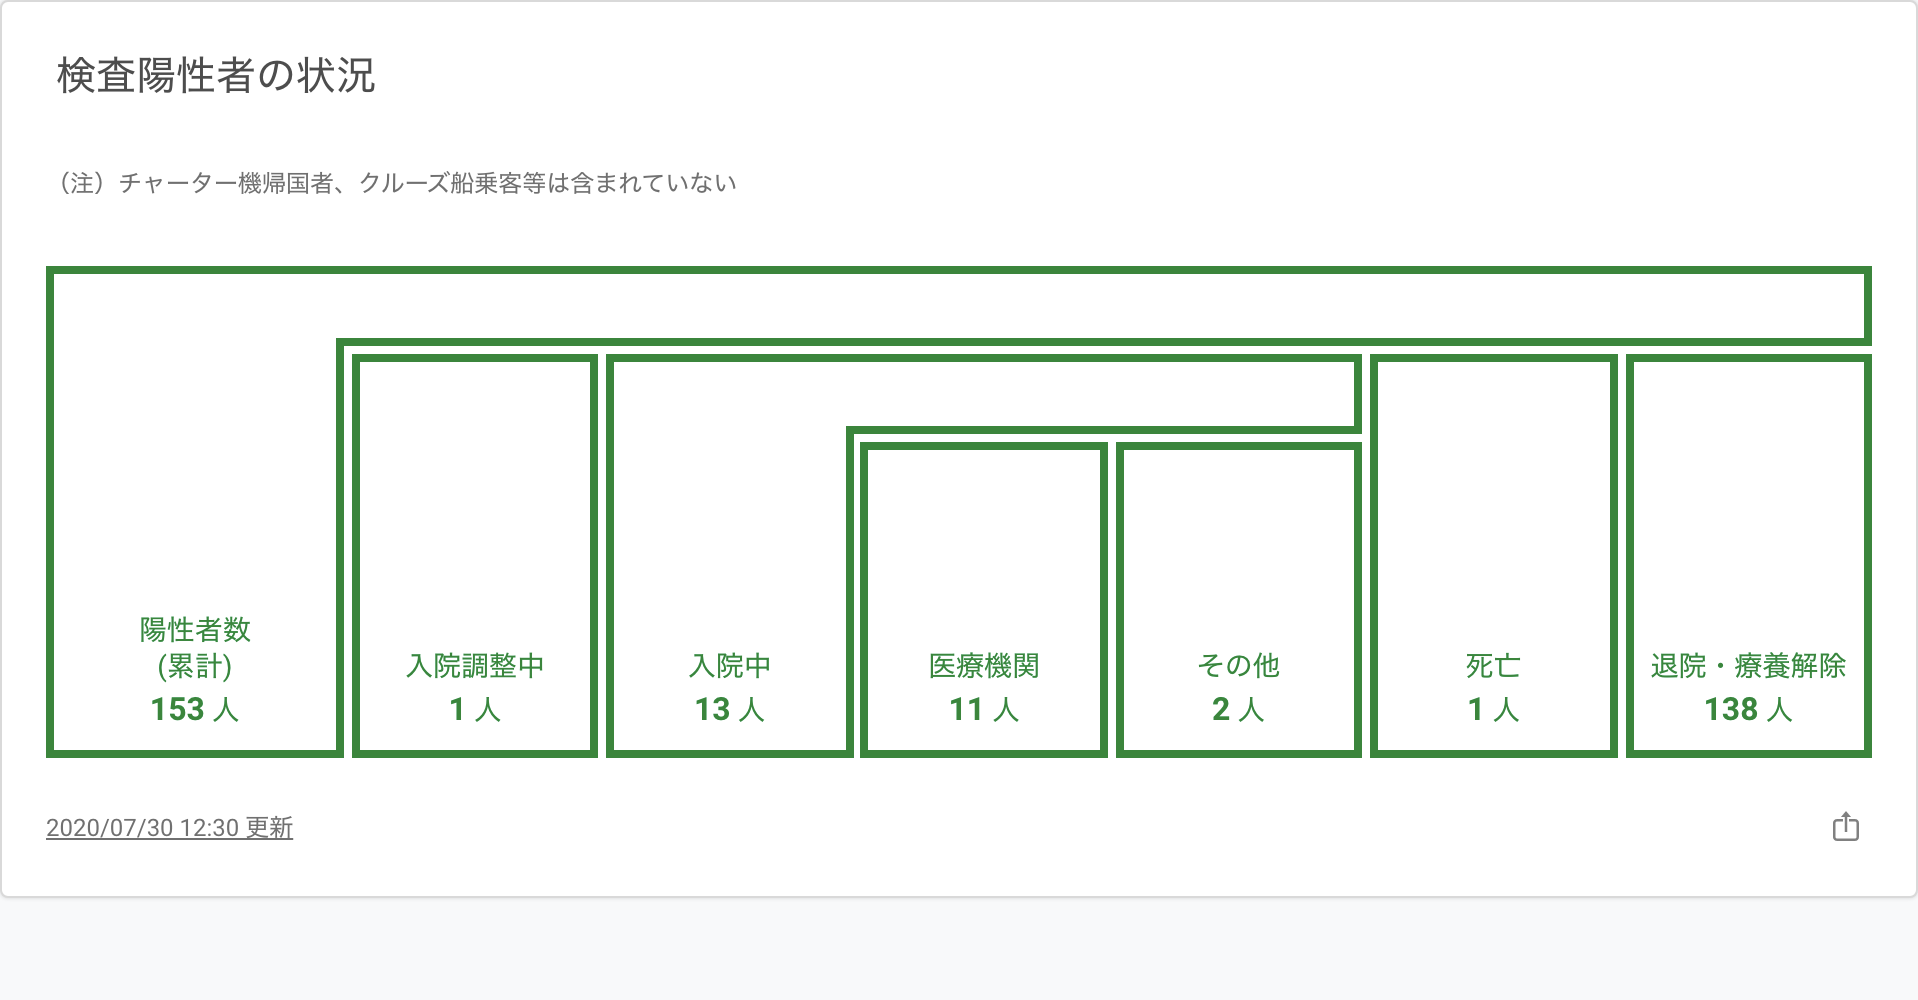 検査陽性者の状況
（注）チャーター機帰国者、クルーズ船乗客等は含まれていない
陽性者数
(累計)
153 人
入院調整中
1 人
入院中
13 人
医療機関
11 人
その他
2 人
死亡
1 人
退院・療養解除
138 人
2020/07/30 12:30 更新